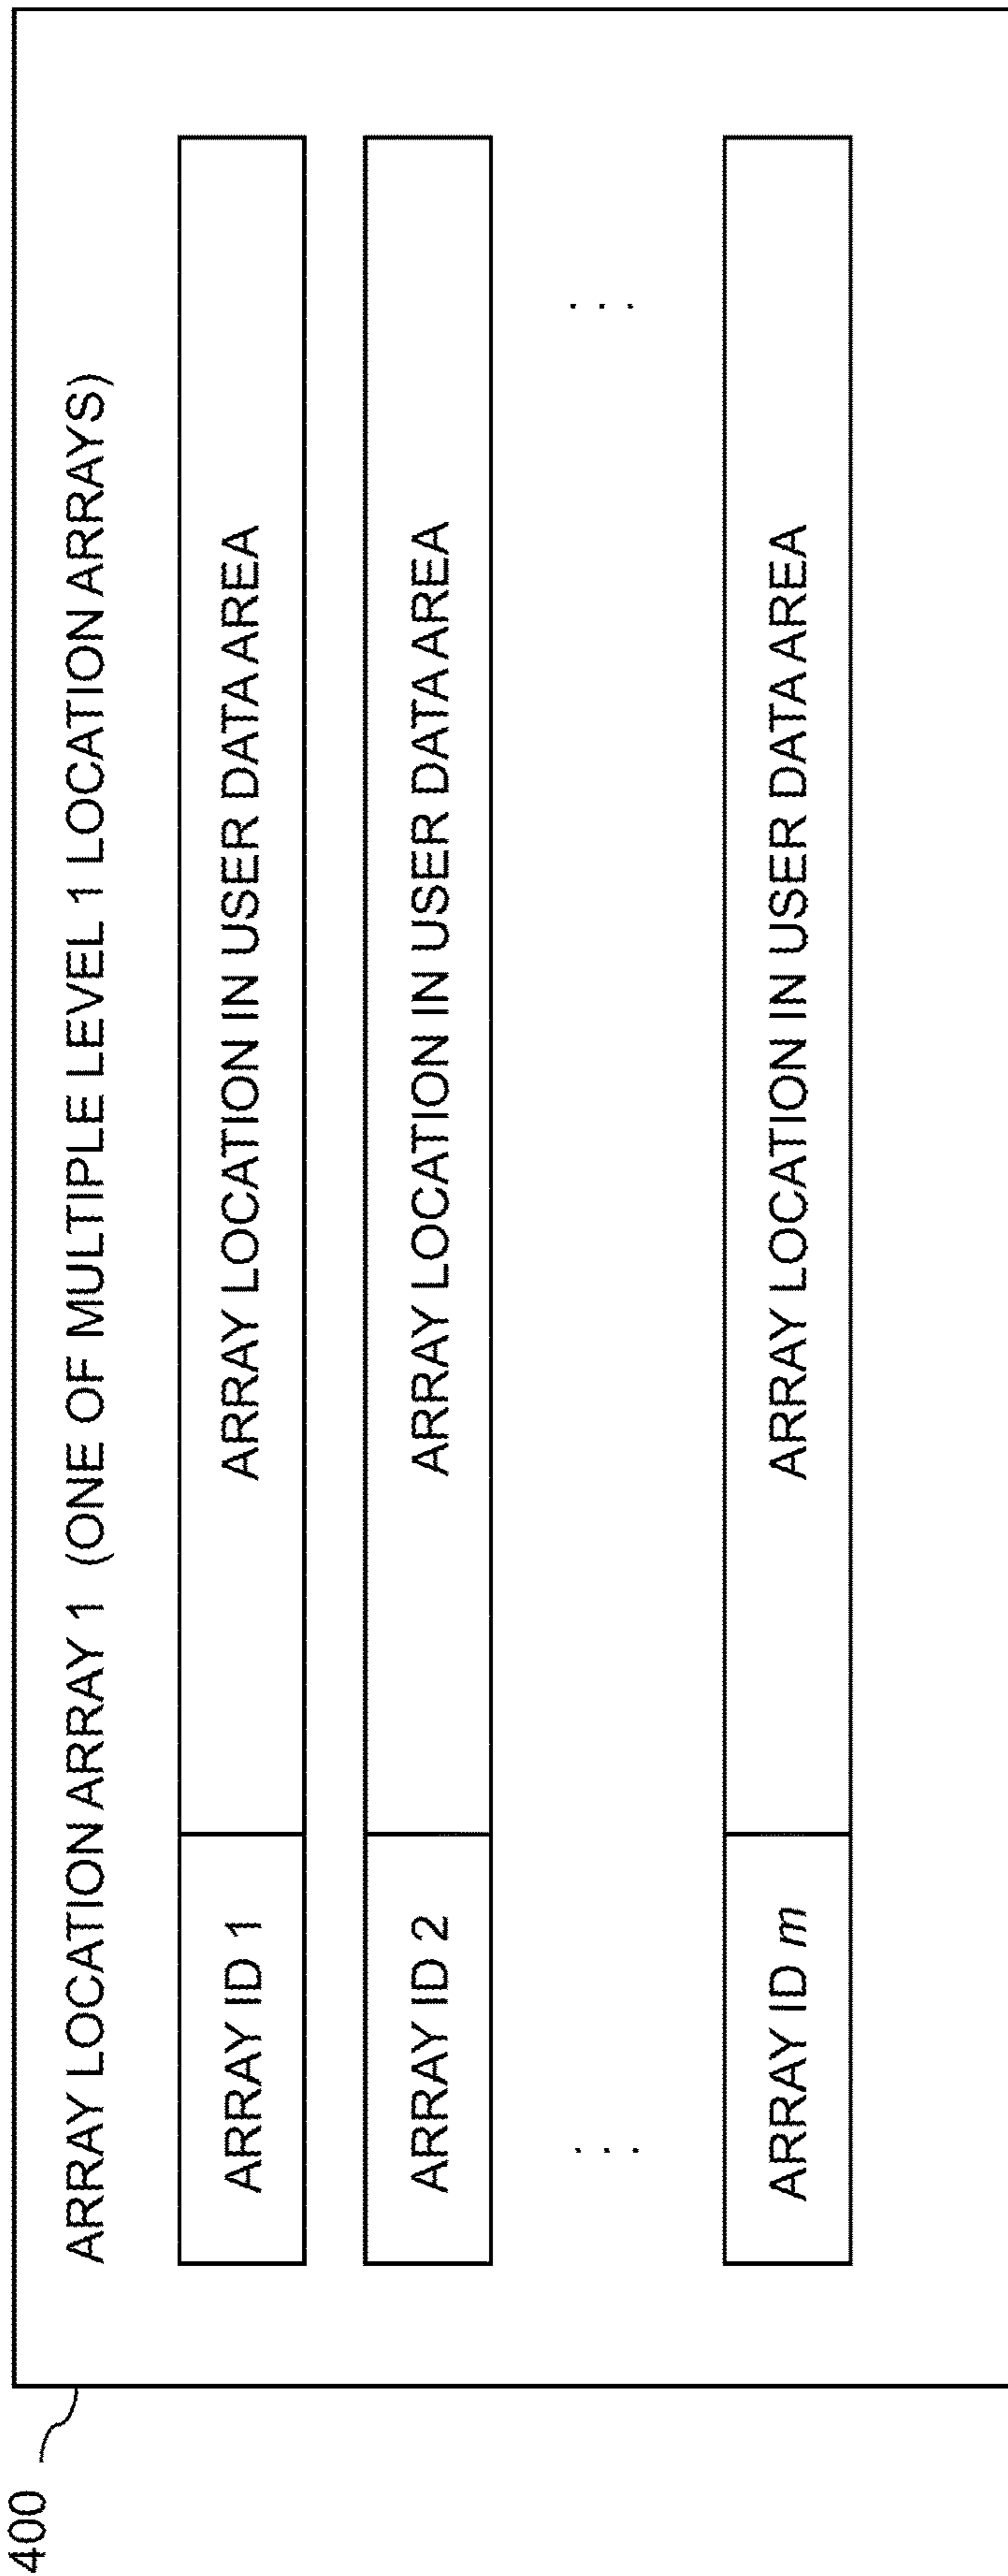 400
ARRAY LOCATION ARRAY 1 (ONE OF MULTIPLE LEVEL 1 LOCATION ARRAYS)
ARRAY ID 1 ARRAY LOCATION IN USER DATA AREA
ARRAY ID 2 ARRAY LOCATION IN USER DATA AREA
... ...
ARRAY ID m ARRAY LOCATION IN USER DATA AREA